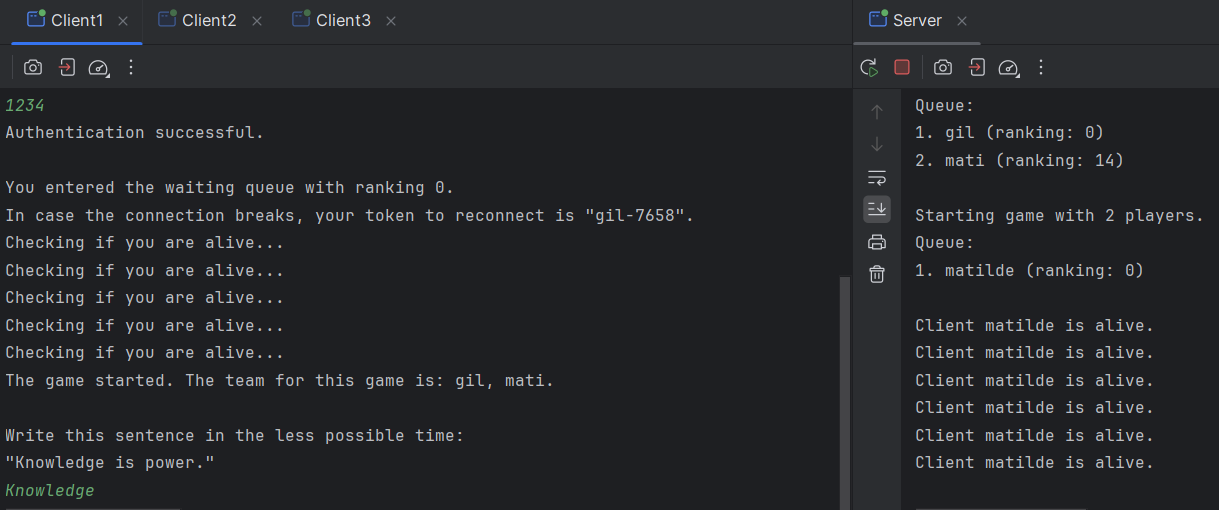 Client1
Client2
Client3
Server
1234
Authentication successful.
You entered the waiting queue with ranking 0.
In case the connection breaks, your token to reconnect is "gil-7658".
Checking if you are alive...
Checking if you are alive...
Checking if you are alive...
Checking if you are alive...
Checking if you are alive...
The game started. The team for this game is: gil, mati.
Write this sentence in the less possible time:
"Knowledge is power."
Knowledge
Queue:
1. gil (ranking: 0)
2. mati (ranking: 14)
Starting game with 2 players.
Queue:
1. matilde (ranking: 0)
Client matilde is alive.
Client matilde is alive.
Client matilde is alive.
Client matilde is alive.
Client matilde is alive.
Client matilde is alive.